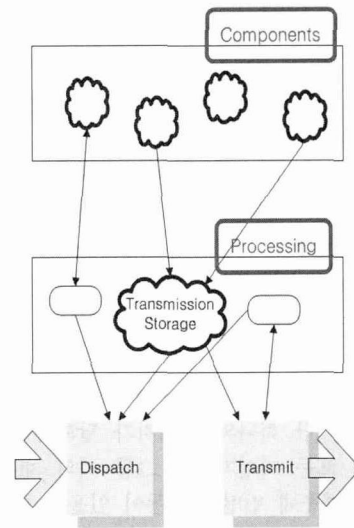 Components
Processing
Transmission
Storage
Dispatch
Transmit